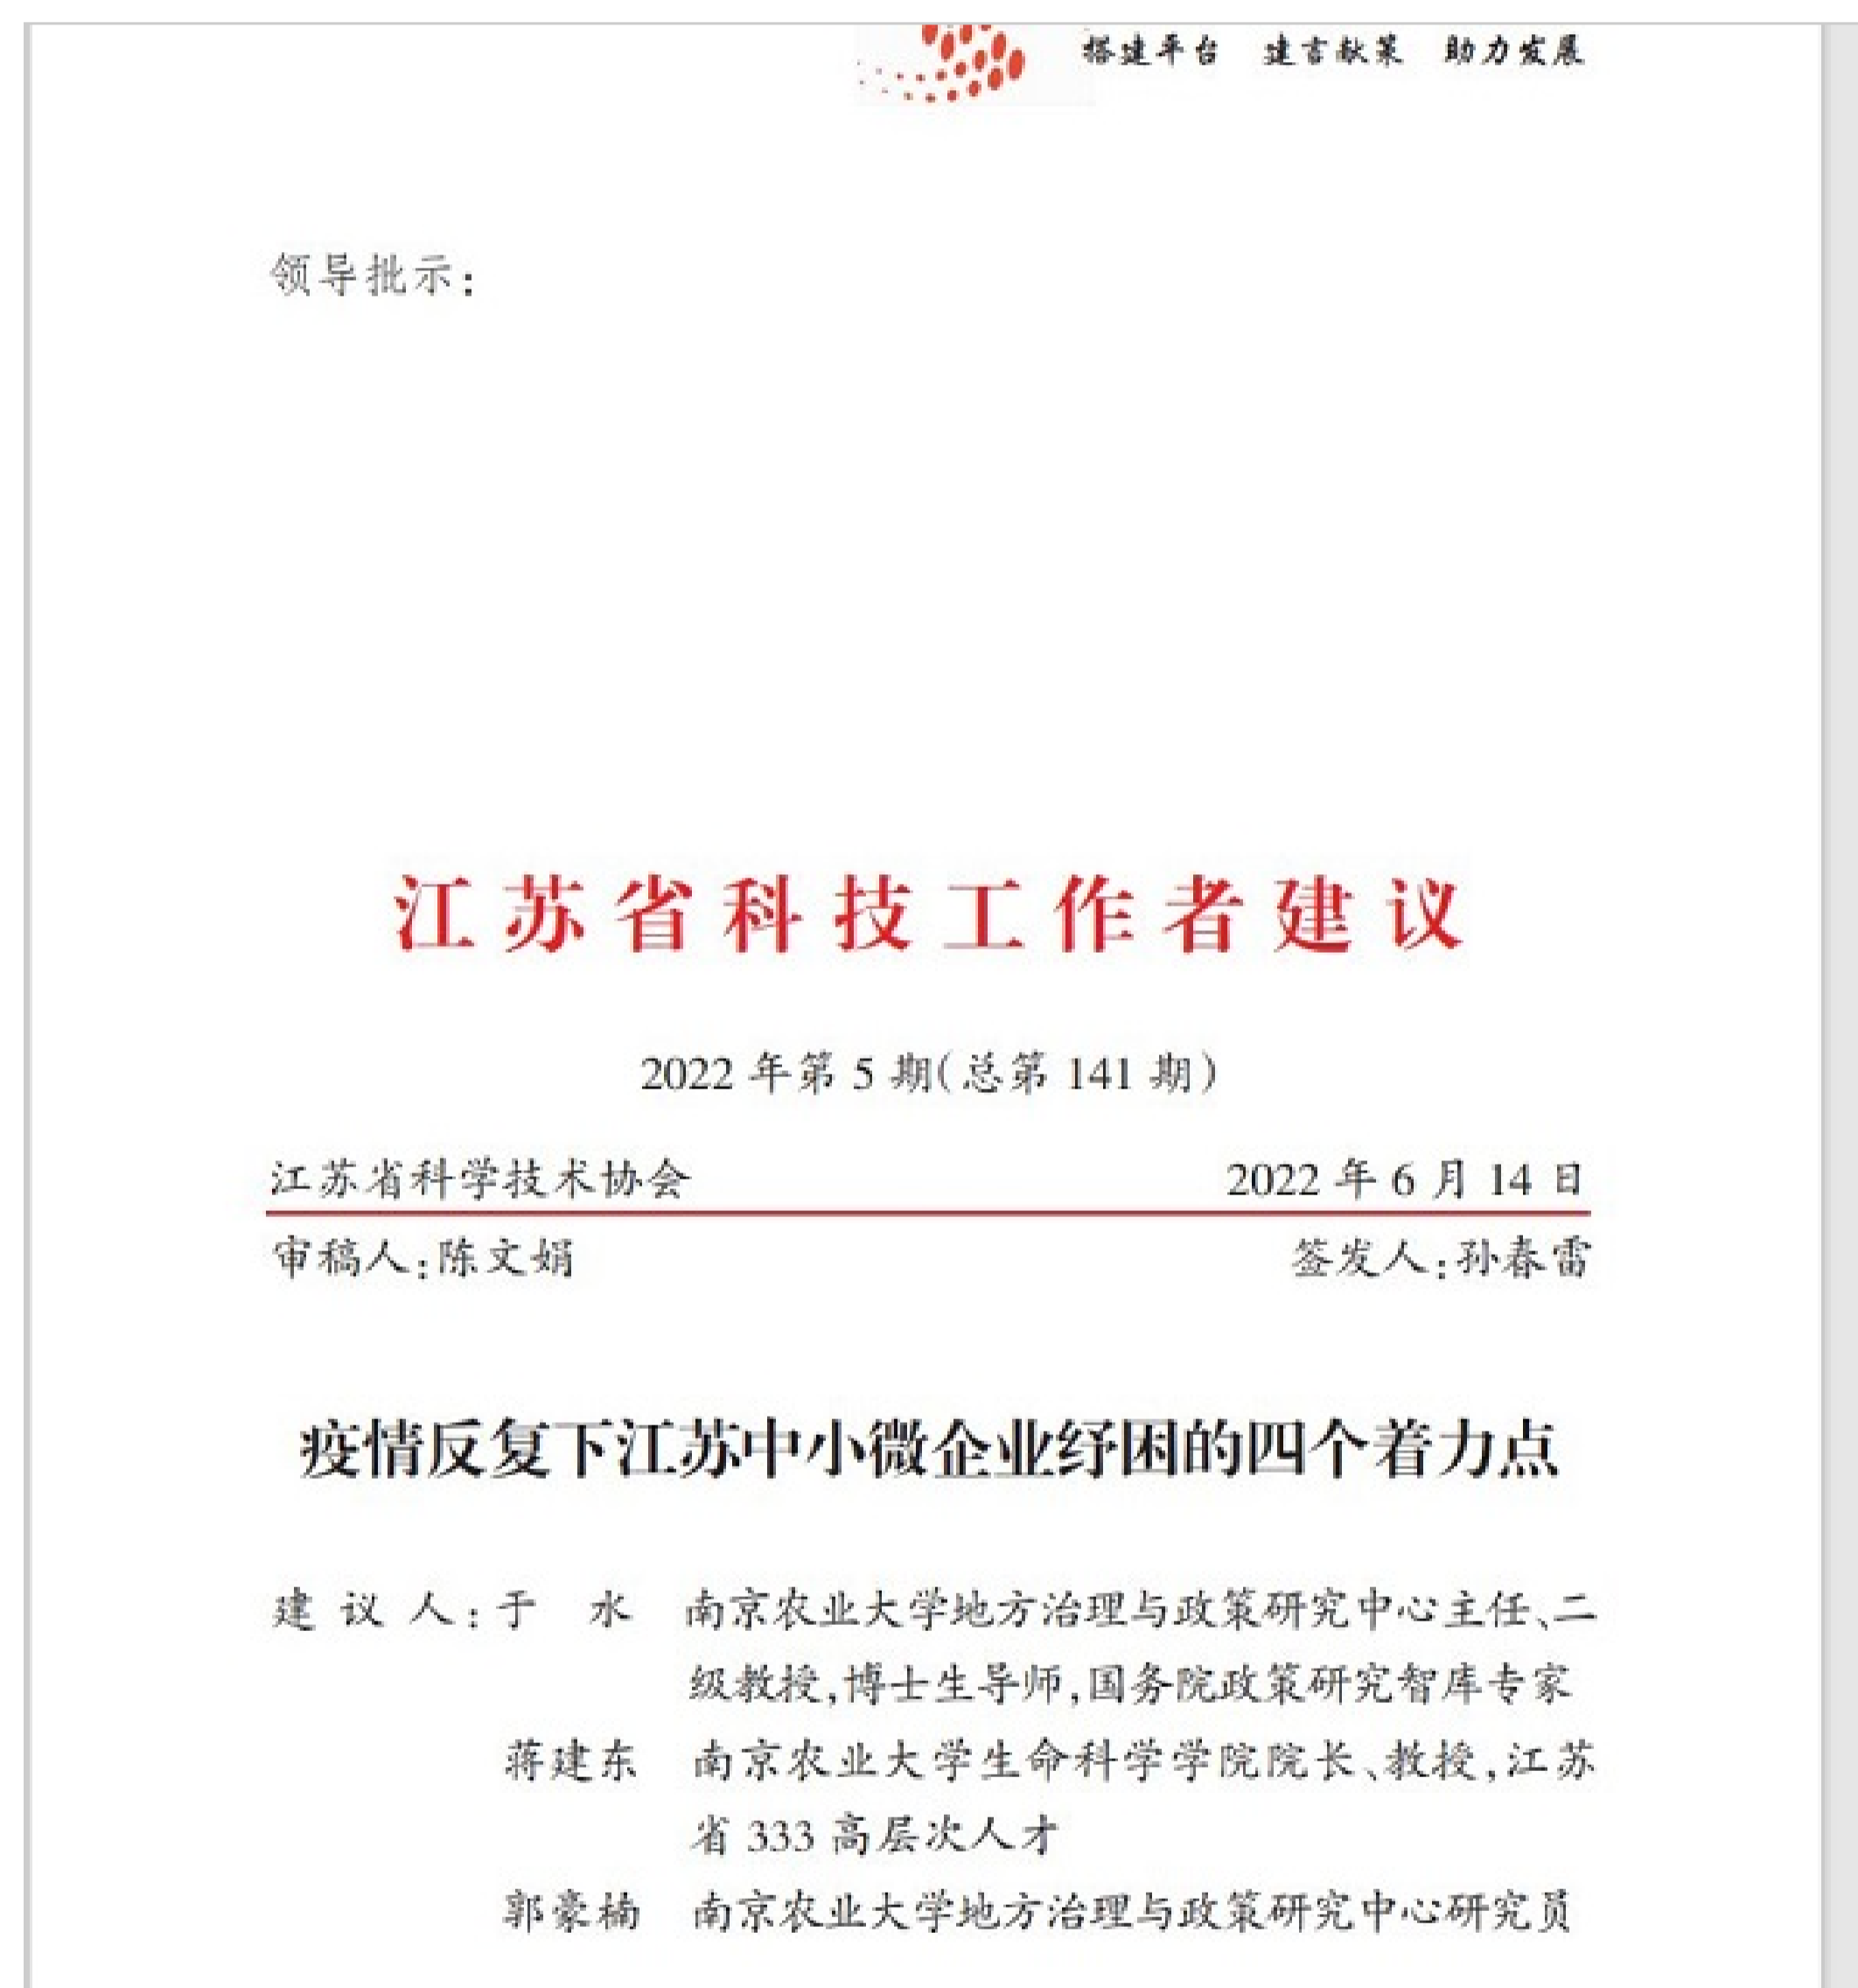 搭建平台 建言献策 助力发展
领导批示:
江苏省科技工作者建议
2022年第5期(总第141期)
江苏省科学技术协会 2022年6月14日
审稿人:陈文娟 签发人:孙春雷
疫情反复下江苏中小微企业纾困的四个着力点
建议人:于 水 南京农业大学地方治理与政策研究中心主任、二
级教授,博士生导师,国务院政策研究智库专家
蒋建东 南京农业大学生命科学学院院长、教授,江苏
省333高层次人才
郭豪楠 南京农业大学地方治理与政策研究中心研究员